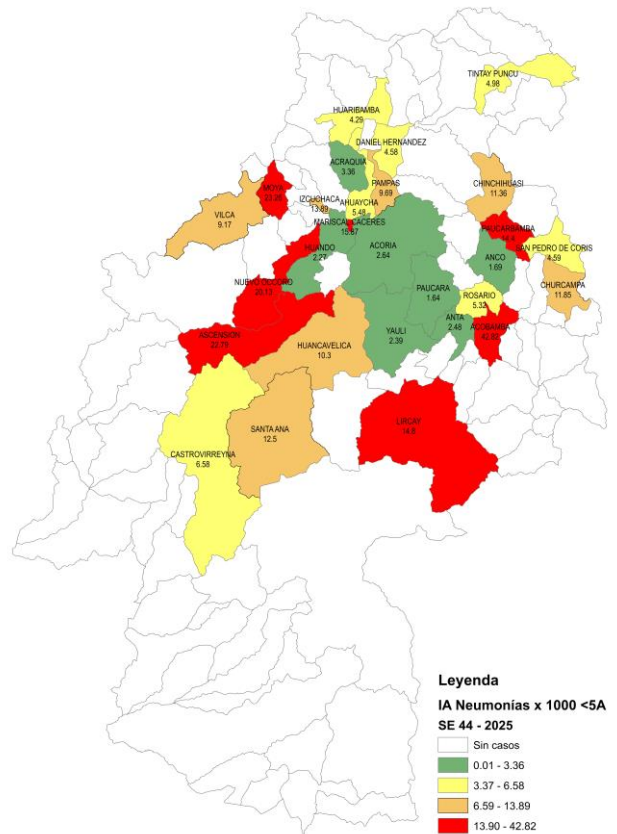 TINTAY PUNCU
4.98
HUARIBAMBA
4.29
DANIEL HERNANDEZ
4.58
ACRAQUIA
3.36
PAMPAS
9.69
CHINCHIHUASI
11.36
MOYA
IZCUCHACA
13.89
AHUAYCHA
5.48
VILCA
9.17
MARISCAL CACERES
15.87
PAUCARBAMBA
SAN PEDRO DE CORIS
4.59
HUANDO
2.27
ACORIA
2.64
ANCO
1.69
CHURCAMPA
11.85
NUEVO OCCORO
20.13
PAUCARA
1.64
ROSARIO
5.32
ANTA
2.48
ACOBAMBA
42.82
ASCENSION
22.79
YAULI
2.39
HUANCAVELICA
10.3
LIRCAY
14.8
SANTA ANA
12.5
CASTROVIRREYNA
6.58
Leyenda
IA Neumonías x 1000 <5A
SE 44 - 2025
Sin casos
0.01 - 3.36
3.37 - 6.58
6.59 - 13.89
13.90 - 42.82